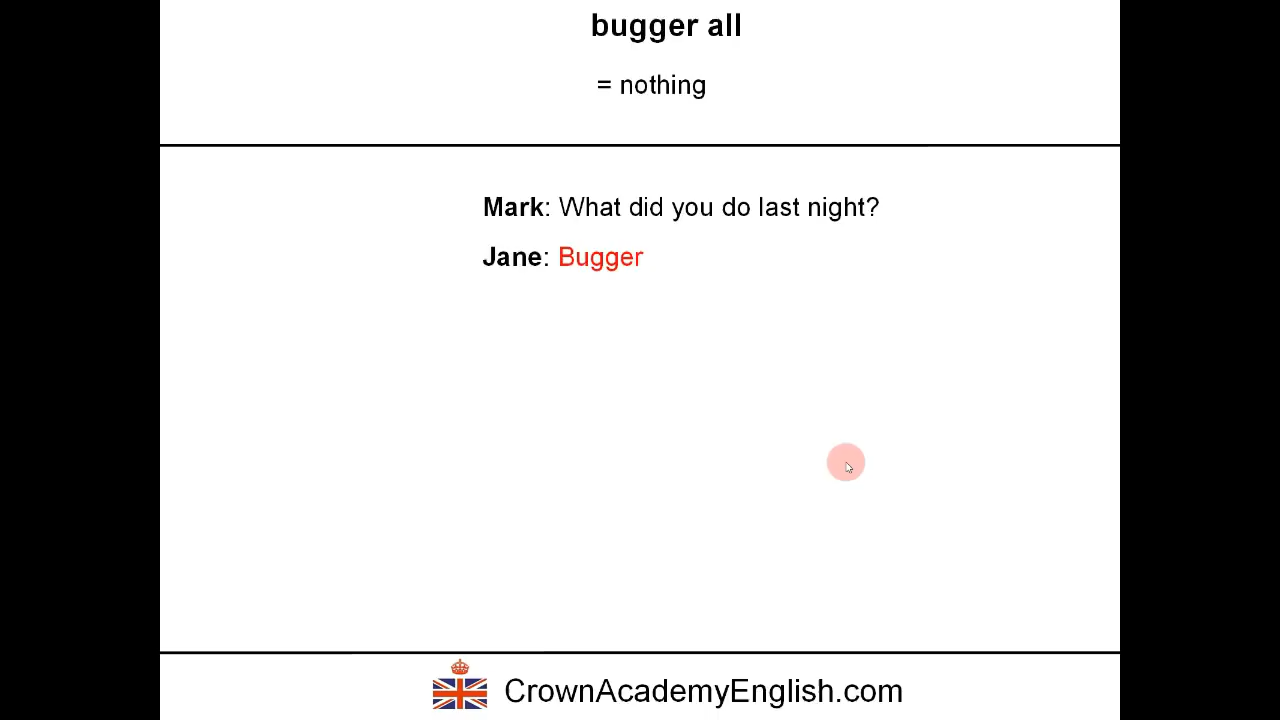 bugger all
= nothing
Mark: What did you do last night?
Jane: Bugger
CrownAcademyEnglish.com